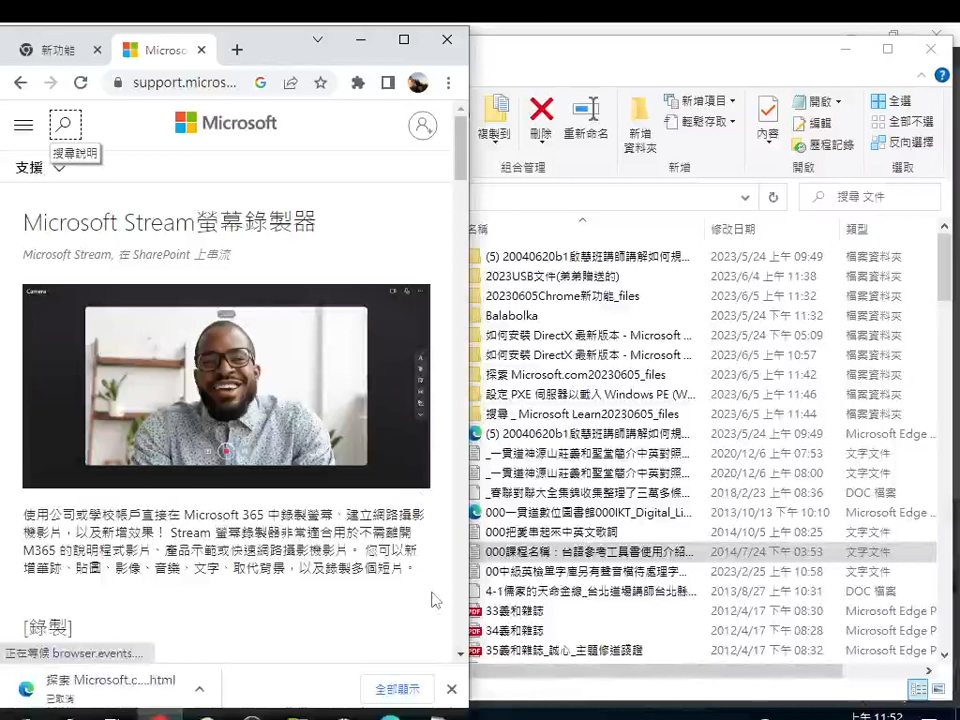 新功能
Microso
support.micros...
Microsoft
搜尋說明
支援
Microsoft Stream螢幕錄製器
Microsoft Stream, 在 SharePoint 上串流
Camera
使用公司或學校帳戶直接在 Microsoft 365 中錄製螢幕、建立網路攝影
機影片，以及新增效果！ Stream 螢幕錄製器非常適合用於不需離開
M365 的說明程式影片、產品示範或快速網路攝影機影片。 您可以新
增筆跡、貼圖、影像、音樂、文字、取代背景，以及錄製多個短片。
[錄製]
正在等候 browser.events....
探索 Microsoft.c....html
已取消
全部顯示
複製到
刪除
重新命名
新增
資料夾
新增項目
輕鬆存取
內容
開啟
編輯
歷程記錄
全選
全部不選
反向選擇
組合管理
新增
開啟
選取
搜尋 文件
名稱
修改日期
類型
(5) 20040620b1啟慧班講師講解如何規... 2023/5/24 上午 09:49 檔案資料夾
2023USB文件(弟弟贈送的) 2023/6/4 上午 11:38 檔案資料夾
20230605Chrome新功能_files 2023/6/5 上午 11:32 檔案資料夾
Balabolka 2023/5/24 下午 11:32 檔案資料夾
如何安裝 DirectX 最新版本 - Microsoft ... 2023/5/24 下午 05:09 檔案資料夾
如何安裝 DirectX 最新版本 - Microsoft ... 2023/6/5 上午 10:57 檔案資料夾
探索 Microsoft.com20230605_files 2023/6/5 上午 11:42 檔案資料夾
設定 PXE 伺服器以載入 Windows PE (W... 2023/6/5 上午 11:46 檔案資料夾
搜尋 _ Microsoft Learn20230605_files 2023/6/5 上午 11:44 檔案資料夾
(5) 20040620b1啟慧班講師講解如何規... 2023/5/24 上午 09:49 Microsoft Edge ..
_一貫道神源山莊義和聖堂簡介中英對照... 2020/12/6 上午 07:53 文字文件
_一貫道神源山莊義和聖堂簡介中英對照... 2020/12/6 上午 08:00 文字文件
_春聯對聯大全集錦收集整理了三萬多條... 2018/2/23 上午 08:36 DOC 檔案
000一貫道數位圖書館000IKT_Digital_Li... 2013/10/13 下午 10:10 Microsoft Edge ..
000把愛串起來中英文歌詞 2014/10/5 上午 08:25 文字文件
000課程名稱：台語參考工具書使用介紹... 2014/7/24 下午 03:53 文字文件
00中級英檢單字庫另有聲音檔待處理字... 2023/2/25 上午 10:58 文字文件
4-1儒家的天命金線_台北道場講師台北縣... 2013/8/27 上午 10:31 DOC 檔案
33義和雜誌 2012/4/17 上午 08:30 Microsoft Edge P
34義和雜誌 2012/4/17 上午 08:28 Microsoft Edge P
35義和雜誌_誠心_主題修道錢證 2012/4/17 上午 08:32 Microsoft Edge P
上午 11:52